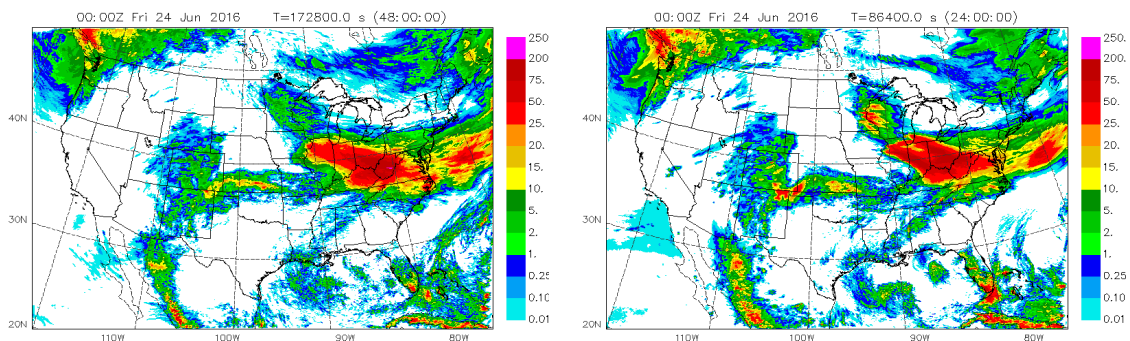 00:00Z Fri 24 Jun 2016 T=172800.0 s (48:00:00)
250
200
75.
50.
25.
20.
15.
10.
5.
2.
1.
0.25
0.10
0.01
40N
30N
20N
110W 100W 90W 80W
00:00Z Fri 24 Jun 2016 T=86400.0 s (24:00:00)
250.
200.
75.
50.
25.
20.
15.
10.
5.
2.
1.
0.25
0.10
0.01
40N
30N
20N
110W 100W 90W 80W